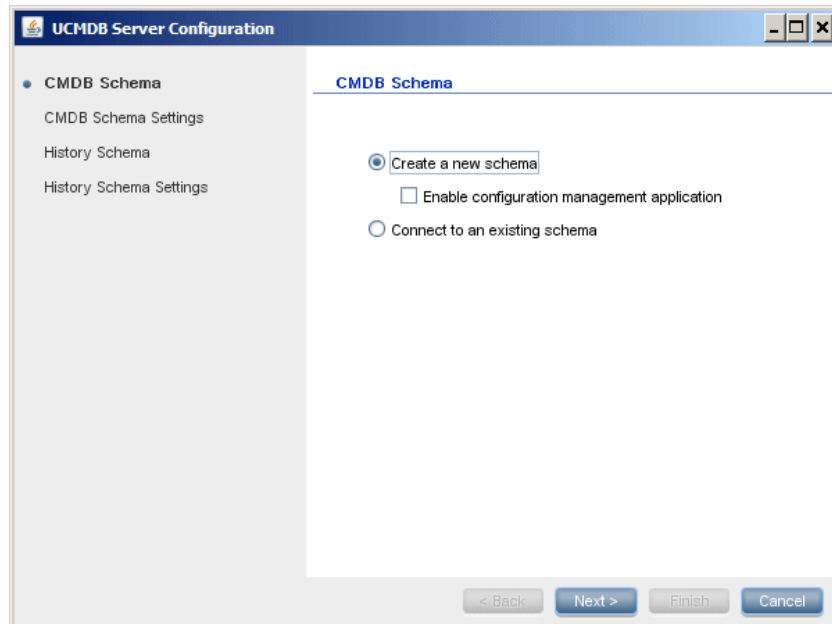 UCMDB Server Configuration
CMDB Schema
CMDB Schema Settings
History Schema
History Schema Settings
CMDB Schema
Create a new schema
Enable configuration management application
Connect to an existing schema
< Back Next > Finish Cancel